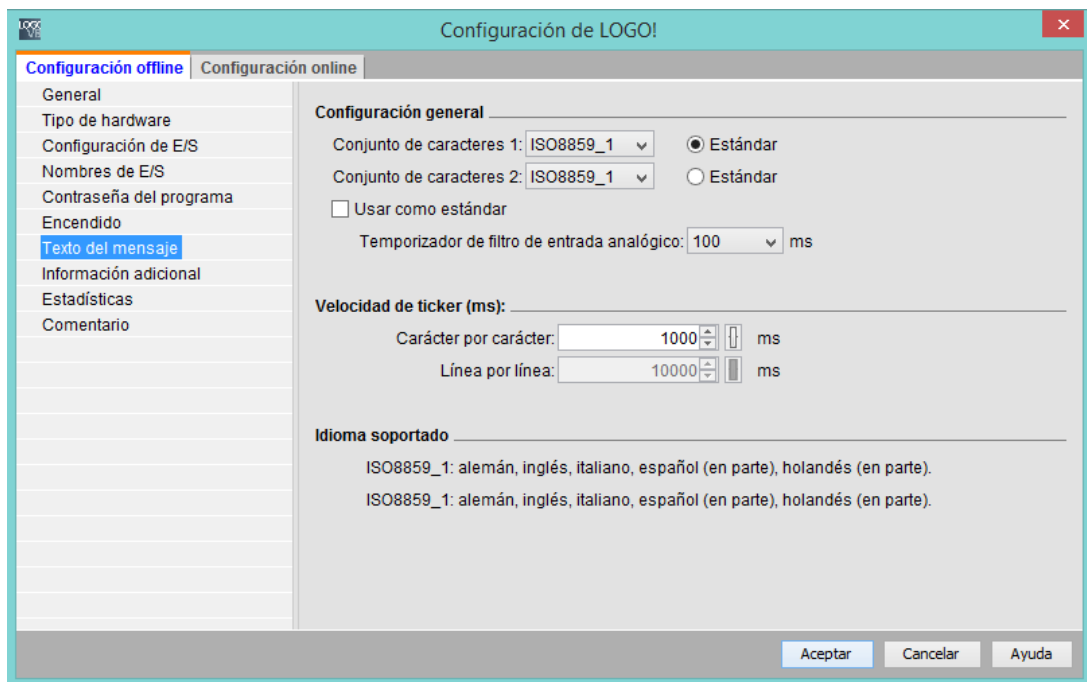 Configuración de LOGO!
Configuración offline Configuración online
General
Tipo de hardware
Configuración de E/S
Nombres de E/S
Contraseña del programa
Encendido
Texto del mensaje
Información adicional
Estadísticas
Comentario
Configuración general
Conjunto de caracteres 1: ISO8859_1 Estándar
Conjunto de caracteres 2: ISO8859_1 Estándar
Usar como estándar
Temporizador de filtro de entrada analógico: 100 ms
Velocidad de ticker (ms):
Carácter por carácter: 1000 ms
Línea por línea: 10000 ms
Idioma soportado
ISO8859_1: alemán, inglés, italiano, español (en parte), holandés (en parte).
ISO8859_1: alemán, inglés, italiano, español (en parte), holandés (en parte).
Aceptar Cancelar Ayuda